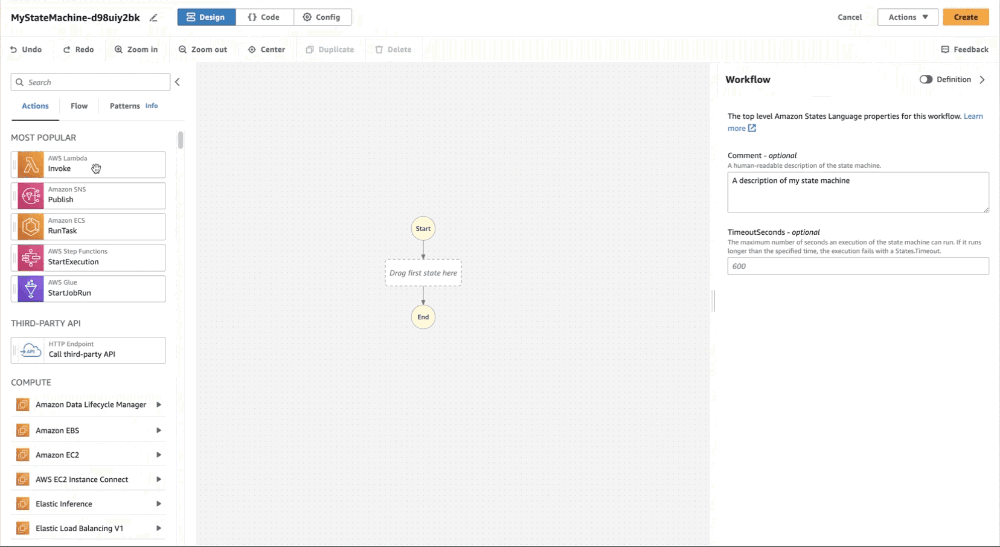 MyStateMachine-d98uiy2bk
Design
{} Code
Config
Cancel
Actions
Create
Undo
Redo
Zoom in
Zoom out
Center
Duplicate
Delete
Feedback
Search
Actions
Flow
Patterns
Info
MOST POPULAR
AWS Lambda
Invoke
Amazon SNS
Publish
Amazon ECS
RunTask
AWS Step Functions
StartExecution
AWS Glue
StartJobRun
THIRD-PARTY API
API
HTTP Endpoint
Call third-party API
COMPUTE
Amazon Data Lifecycle Manager
Amazon EBS
Amazon EC2
AWS EC2 Instance Connect
Elastic Inference
Elastic Load Balancing V1
Start
Drag first state here
End
Workflow
Definition
The top level Amazon States Language properties for this workflow. Learn
more
Comment - optional
A human-readable description of the state machine.
A description of my state machine
TimeoutSeconds - optional
The maximum number of seconds an execution of the state machine can run. If it runs
longer than the specified time, the execution fails with a States.Timeout.
600